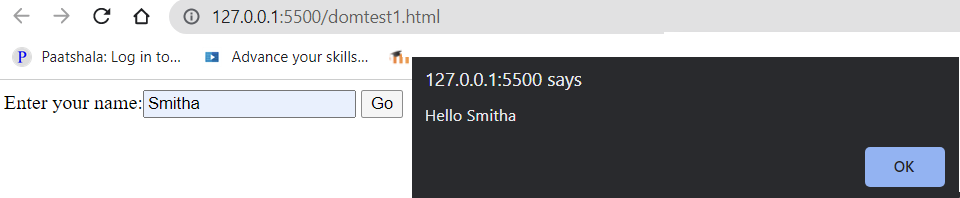 127.0.0.1:5500/domtest1.html
P Paatshala: Log in to... Advance your skills...
Enter your name: Smitha Go
127.0.0.1:5500 says
Hello Smitha
OK